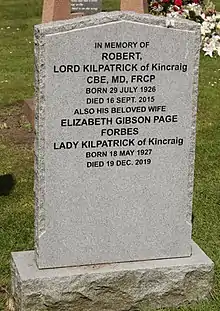 IN MEMORY OF
ROBERT,
LORD KILPATRICK of Kincraig
CBE, MD, FRCP
BORN 29 JULY 1926
DIED 16 SEPT. 2015
ALSO HIS BELOVED WIFE
ELIZABETH GIBSON PAGE
FORBES
LADY KILPATRICK of Kincraig
BORN 18 MAY 1927
DIED 19 DEC. 2019